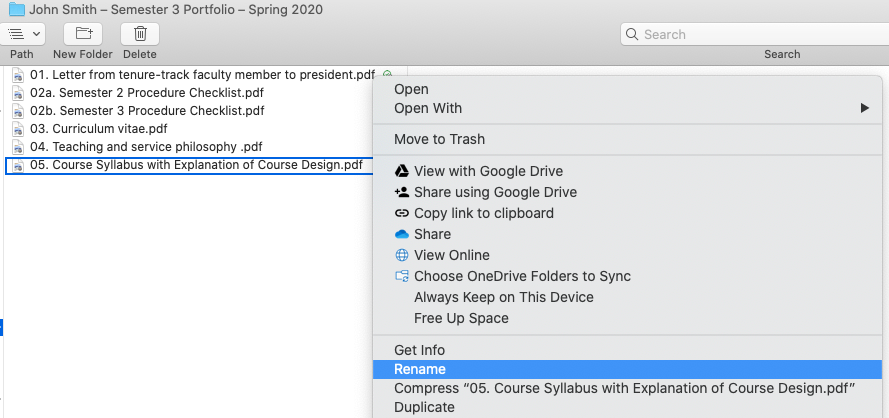 John Smith – Semester 3 Portfolio – Spring 2020
Path New Folder Delete
Search
Search
01. Letter from tenure-track faculty member to president.pdf
02a. Semester 2 Procedure Checklist.pdf
02b. Semester 3 Procedure Checklist.pdf
03. Curriculum vitae.pdf
04. Teaching and service philosophy .pdf
05. Course Syllabus with Explanation of Course Design.pdf
Open
Open With
Move to Trash
View with Google Drive
Share using Google Drive
Copy link to clipboard
Share
View Online
Choose OneDrive Folders to Sync
Always Keep on This Device
Free Up Space
Get Info
Rename
Compress “05. Course Syllabus with Explanation of Course Design.pdf”
Duplicate